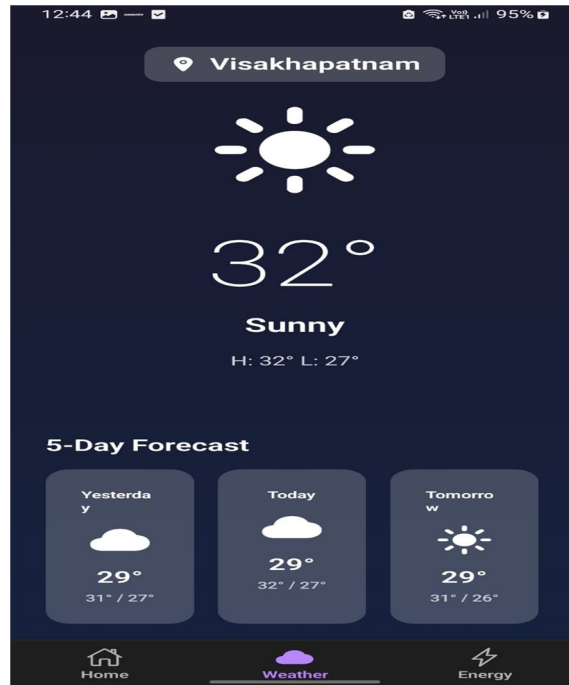 12:44 95%
Visakhapatnam
32°
Sunny
H: 32° L: 27°
5-Day Forecast
Yesterda
y
29°
31° / 27°
Today
29°
32° / 27°
Tomorro
w
29°
31° / 26°
Home Weather Energy